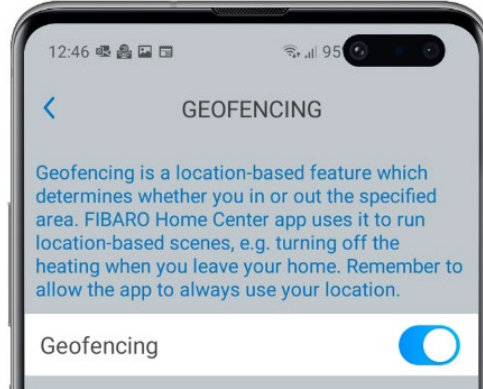 12:46 95
GEOFENCING
Geofencing is a location-based feature which
determines whether you in or out the specified
area. FIBARO Home Center app uses it to run
location-based scenes, e.g. turning off the
heating when you leave your home. Remember to
allow the app to always use your location.
Geofencing